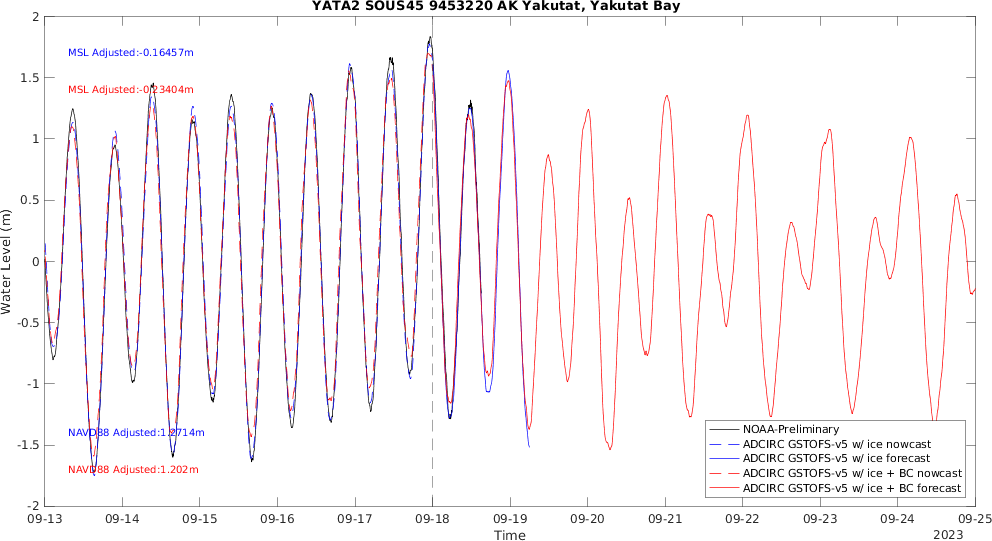 YATA2 SOUS45 9453220 AK Yakutat, Yakutat Bay
2
1.5
1
0.5
0
-0.5
-1
-1.5
-2
Water Level (m)
MSL Adjusted:-0.16457m
MSL Adjusted:-0.23404m
NAVD88 Adjusted:1.2714m
NAVD88 Adjusted:1.202m
NOAA-Preliminary
ADCIRC GSTOFS-v5 w/ ice nowcast
ADCIRC GSTOFS-v5 w/ ice forecast
ADCIRC GSTOFS-v5 w/ ice + BC nowcast
ADCIRC GSTOFS-v5 w/ ice + BC forecast
09-13 09-14 09-15 09-16 09-17 09-18 09-19 09-20 09-21 09-22 09-23 09-24 09-25
Time
2023